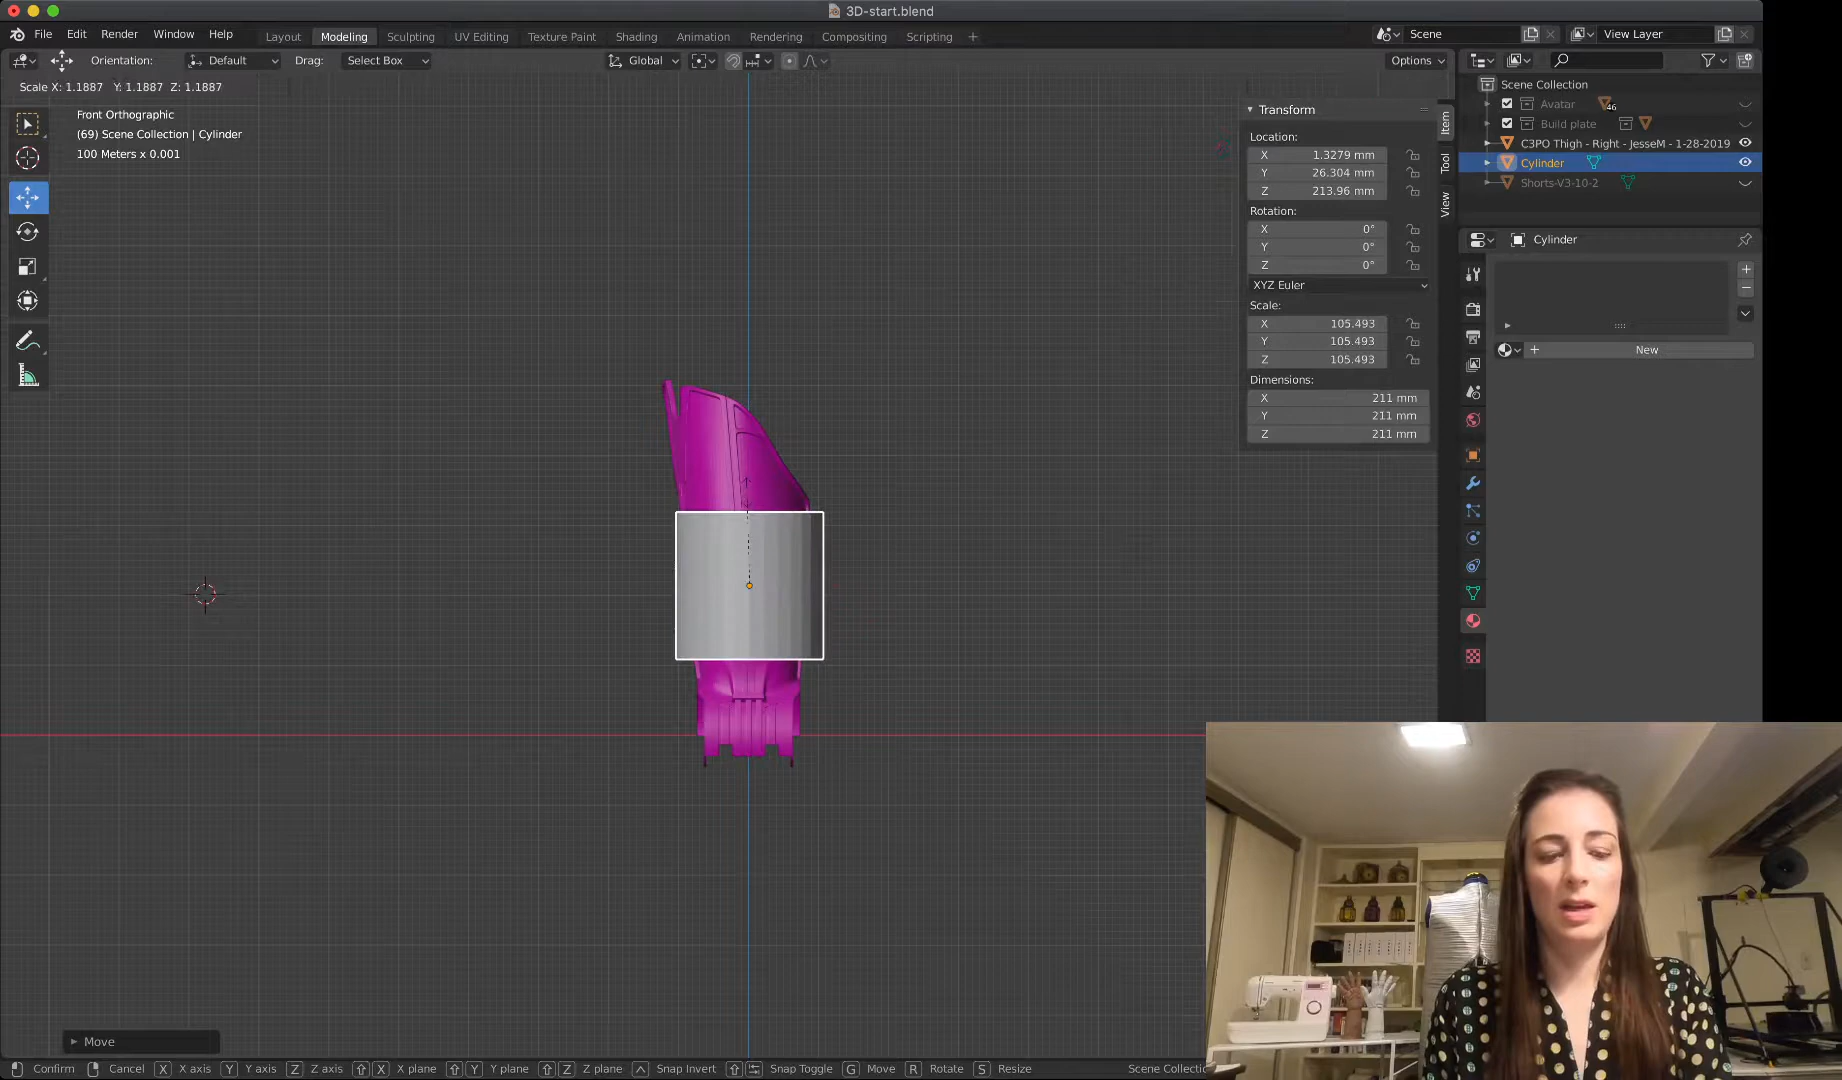 3D-start.blend
File Edit Render Window Help Layout Modeling Sculpting UV Editing Texture Paint Shading Animation Rendering Compositing Scripting + Scene View Layer
Orientation: Default Drag: Select Box Global Options
Scale X: 1.1887 Y: 1.1887 Z: 1.1887
Front Orthographic
(69) Scene Collection | Cylinder
100 Meters x 0.001
Transform
Location:
X 1.3279 mm
Y 26.304 mm
Z 213.96 mm
Rotation:
X 0°
Y 0°
Z 0°
XYZ Euler
Scale:
X 105.493
Y 105.493
Z 105.493
Dimensions:
X 211 mm
Y 211 mm
Z 211 mm
Item
Tool
View
Scene Collection
Avatar 46
Build plate
C3PO Thigh - Right - JesseM - 1-28-2019
Cylinder
Shorts-V3-10-2
Cylinder
+ New
Move
Confirm Cancel X X axis Y Y axis Z Z axis X X plane Y Y plane Z Z plane Snap Invert Snap Toggle G Move R Rotate S Resize Scene Collectio